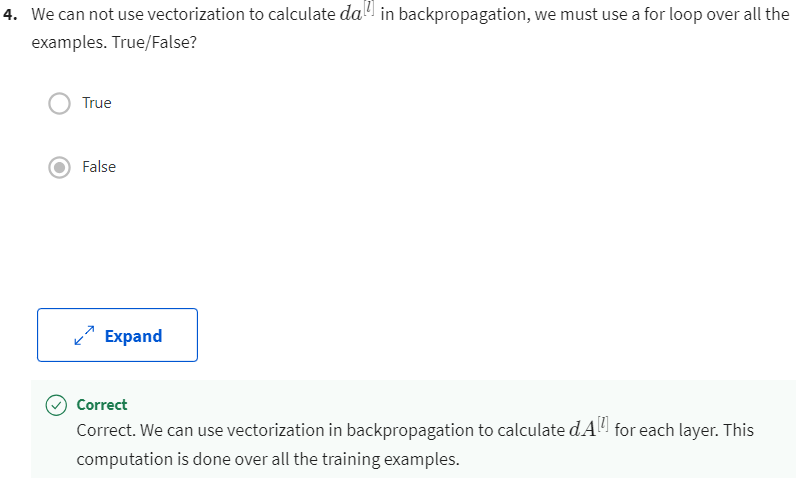 4. We can not use vectorization to calculate da^[l] in backpropagation, we must use a for loop over all the
examples. True/False?
True
False
Expand
Correct
Correct. We can use vectorization in backpropagation to calculate dA^[l] for each layer. This
computation is done over all the training examples.